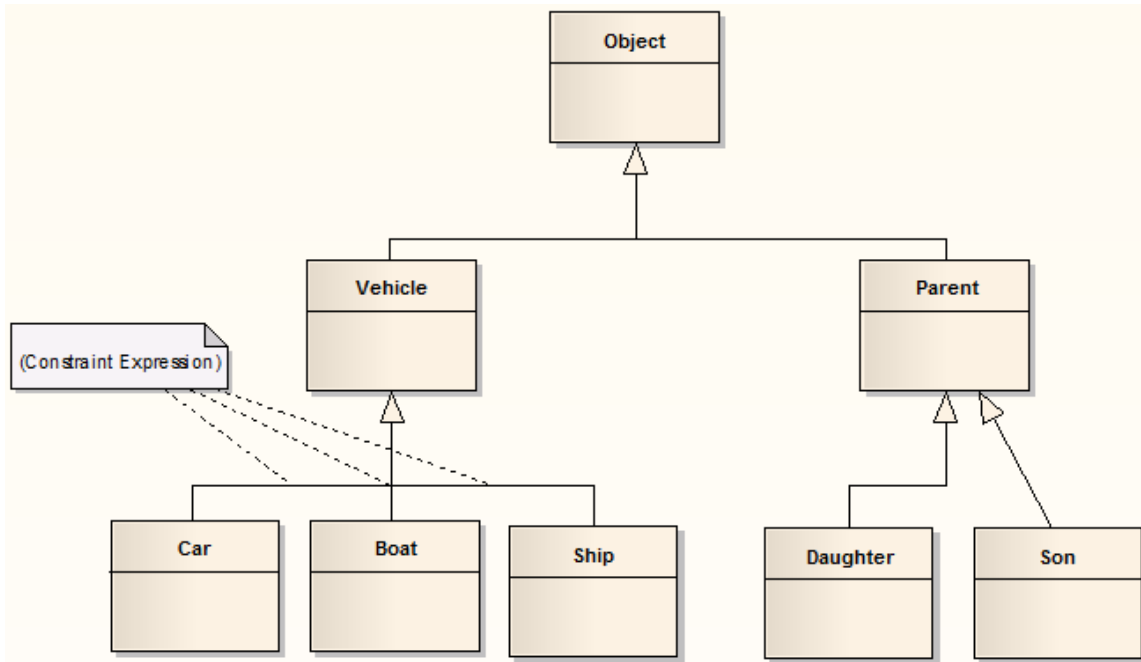 Object
Vehicle
Parent
(Constraint Expression)
Car
Boat
Ship
Daughter
Son